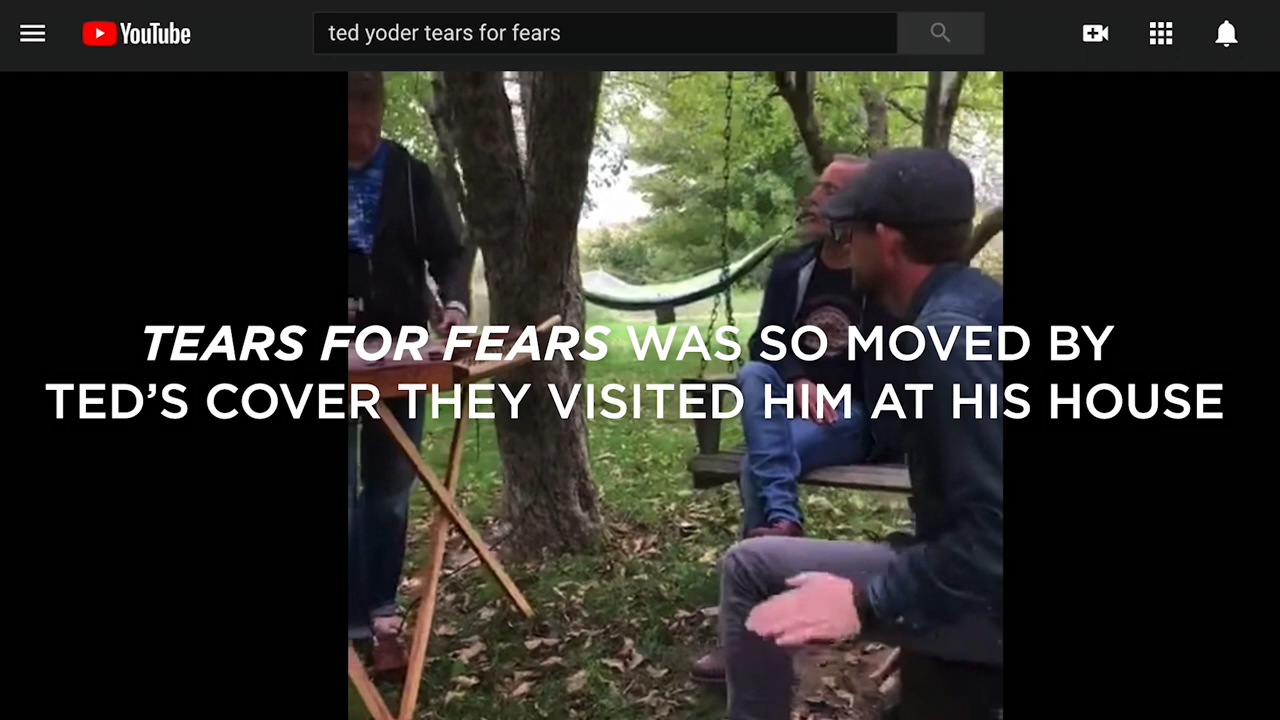 YouTube
ted yoder tears for fears
TEARS FOR FEARS WAS SO MOVED BY
TED’S COVER THEY VISITED HIM AT HIS HOUSE